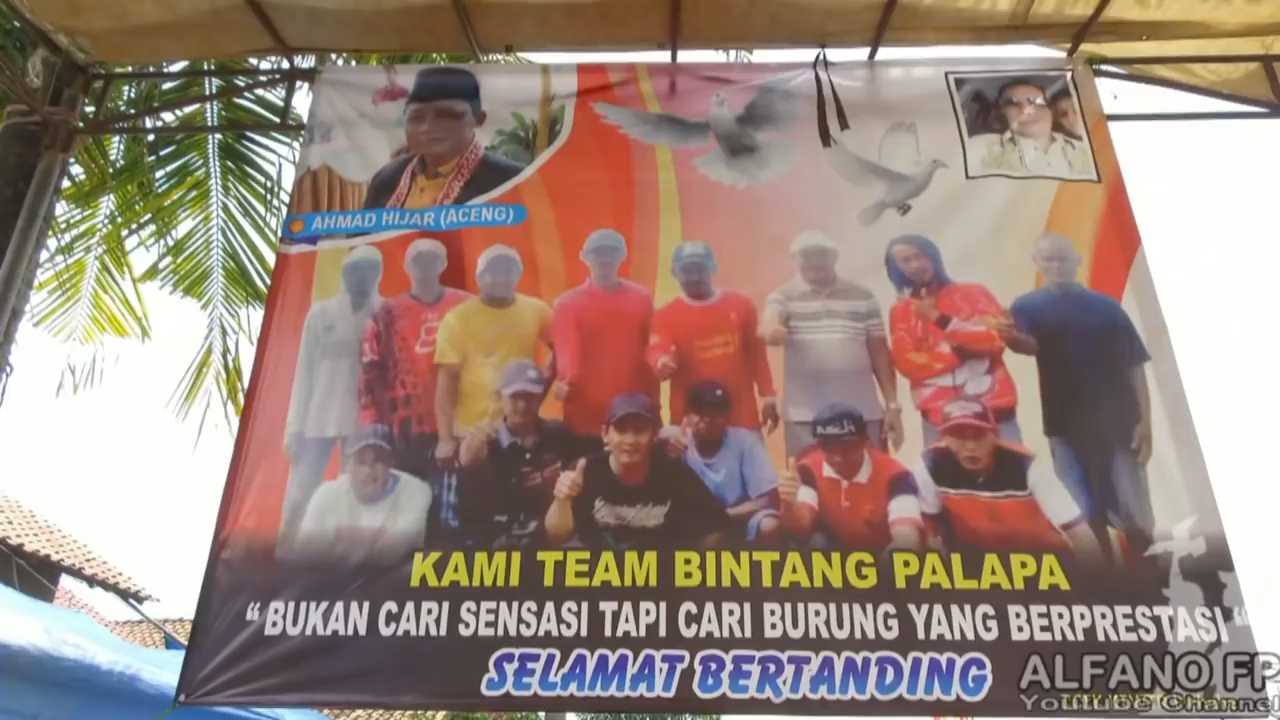 AHMAD HIJAR (ACENG)
KAMI TEAM BINTANG PALAPA
“ BUKAN CARI SENSASI TAPI CARI BURUNG YANG BERPRESTASI “
SELAMAT BERTANDING
ALFANO FP
Youtube Channel